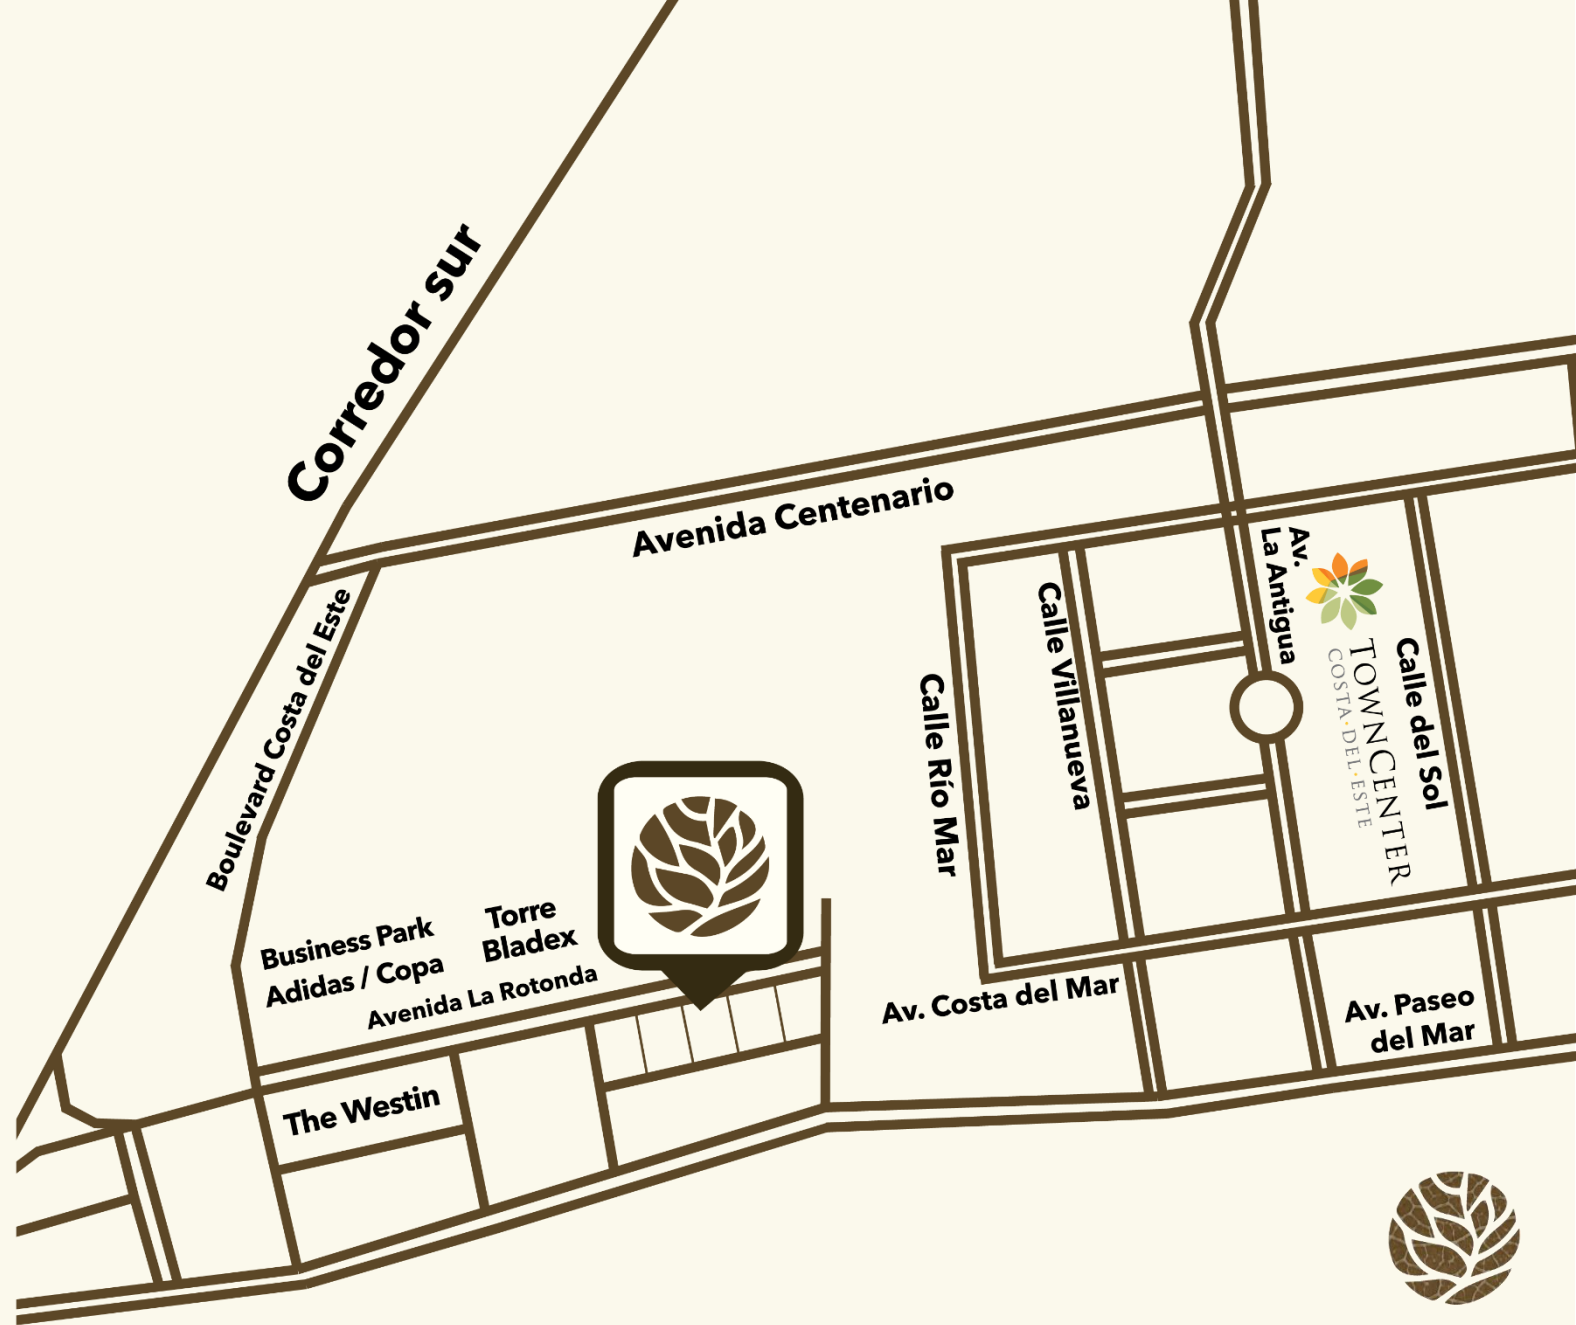 Corredor sur
Avenida Centenario
Boulevard Costa del Este
Av.
La Antigua
Calle Villanueva
Calle Río Mar
TOWNCENTER
COSTA·DEL·ESTE
Calle del Sol
Business Park
Adidas / Copa
Torre
Bladex
Avenida La Rotonda
Av. Costa del Mar
Av. Paseo
del Mar
The Westin